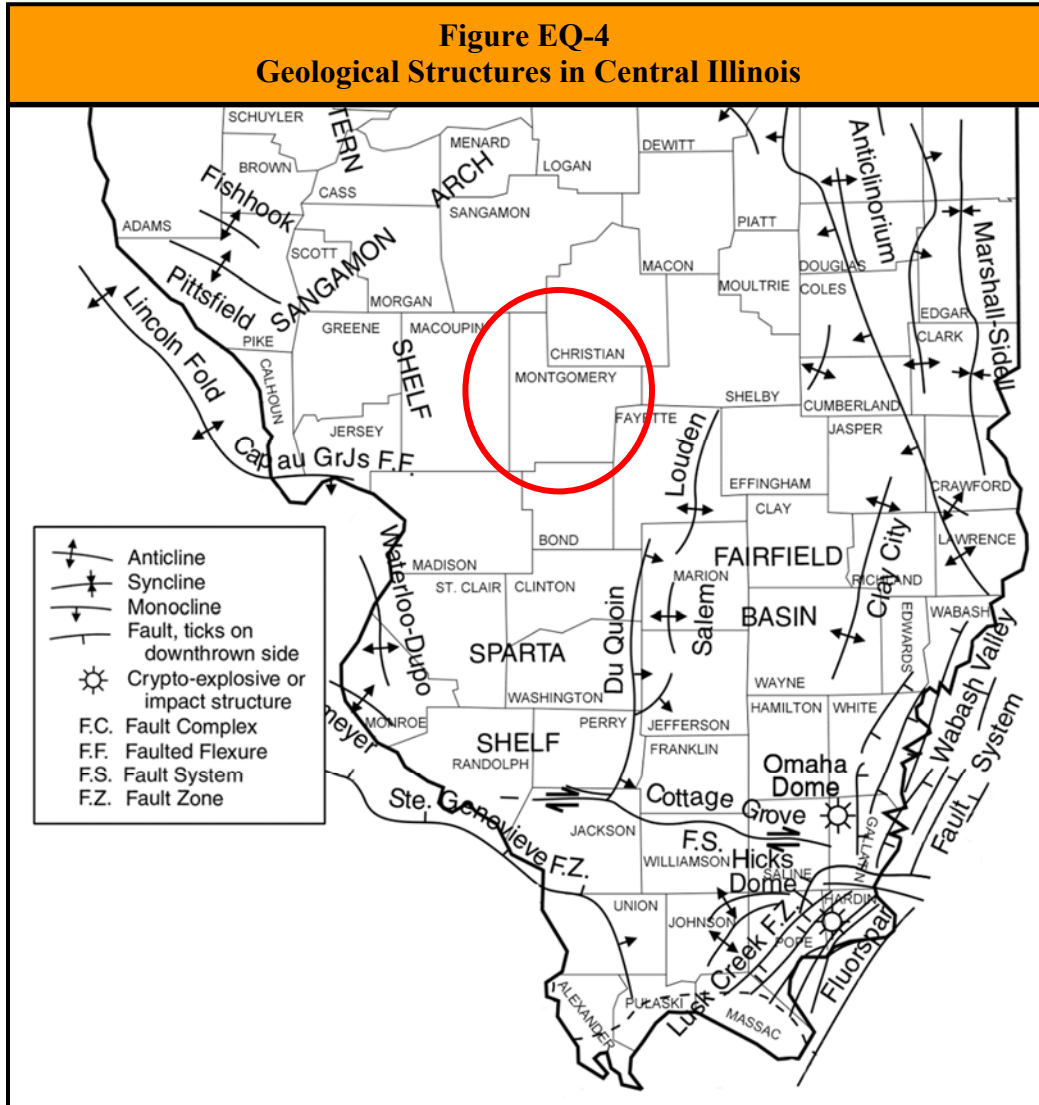 Figure EQ-4
Geological Structures in Central Illinois
SCHUYLER
TERN
MENARD
LOGAN
DEWITT
BROWN
CASS
ARCH
Anticlinorium
Fishhook
SANGAMON
ADAMS
SCOTT
PIATT
SANGAMON
MACON
DOUGLAS
Marshall-Sidell
Pittsfield
MORGAN
MOULTRIE
COLES
Lincoln Fold
GREENE
MACOUPIN
EDGAR
PIKE
SHELF
CHRISTIAN
CLARK
CALHOUN
MONTGOMERY
SHELBY
CUMBERLAND
FAYETTE
JERSEY
JASPER
Cap au GrJs F.F.
Louden
EFFINGHAM
CRAWFORD
CLAY
Anticline
Syncline
Monocline
Fault, ticks on
downthrown side
Crypto-explosive or
impact structure
F.C. Fault Complex
F.F. Faulted Flexure
F.S. Fault System
F.Z. Fault Zone
Waterloo-Dupo
BOND
LAWRENCE
MADISON
FAIRFIELD
Clay City
ST. CLAIR
CLINTON
MARION
RICHLAND
Du Quoin
Salem
BASIN
EDWARDS
WABASH
SPARTA
Wabash Valley
WASHINGTON
WAYNE
MONROE
PERRY
JEFFERSON
HAMILTON
WHITE
System
meyer
SHELF
FRANKLIN
RANDOLPH
Omaha
Dome
Fault
Ste. Genevieve F.Z.
Cottage Grove
JACKSON
F.S.
GALLATIN
WILLIAMSON
Hicks
Dome
SALINE
UNION
JOHNSON
HARDIN
Lusk Creek F.Z.
POPE
Fluorspar
ALEXANDER
PULASKI
MASSAC